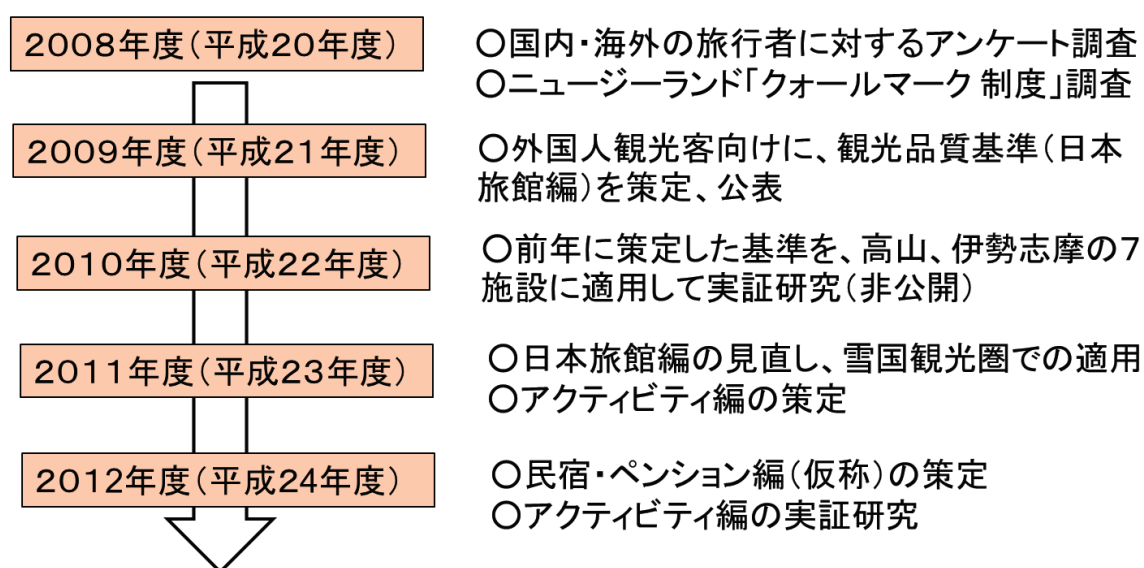 2008年度(平成20年度)
〇国内・海外の旅行者に対するアンケート調査
〇ニュージーランド「クォールマーク 制度」調査
2009年度(平成21年度)
〇外国人観光客向けに、観光品質基準(日本
旅館編)を策定、公表
2010年度(平成22年度)
〇前年に策定した基準を、高山、伊勢志摩の7
施設に適用して実証研究(非公開)
2011年度(平成23年度)
〇日本旅館編の見直し、雪国観光圏での適用
〇アクティビティ編の策定
2012年度(平成24年度)
〇民宿・ペンション編(仮称)の策定
〇アクティビティ編の実証研究